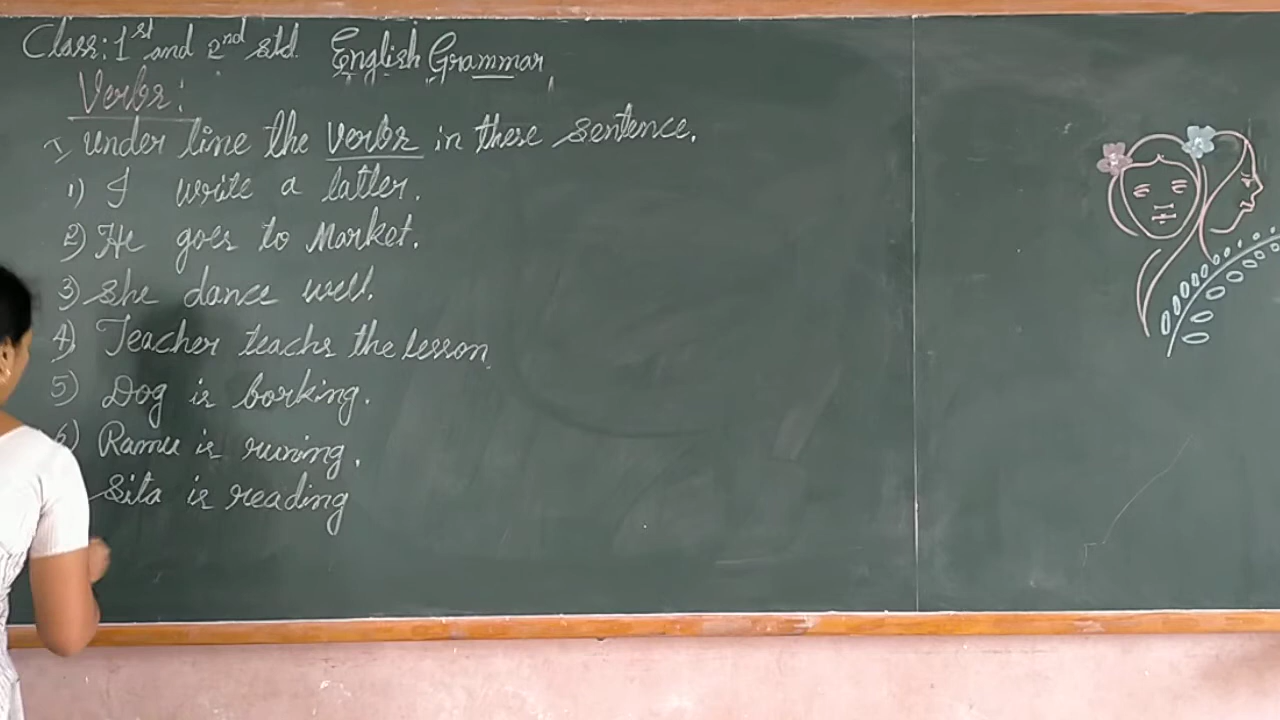 Class: 1st and 2nd std. English Grammar
Verbs:
I under line the verbs in these sentence.
1) I write a latter.
2) He goes to Market.
3) She dance well.
4) Teacher teachs the lesson.
5) Dog is borking.
6) Ramu is runing.
Sita is reading